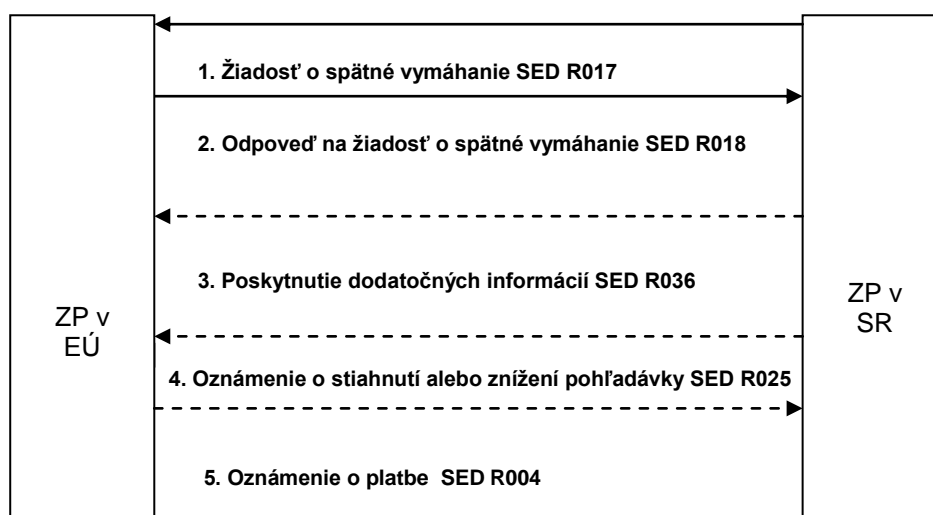 1. Žiadosť o spätné vymáhanie SED R017
2. Odpoveď na žiadosť o spätné vymáhanie SED R018
3. Poskytnutie dodatočných informácií SED R036
ZP v
EÚ
ZP v
SR
4. Oznámenie o stiahnutí alebo znížení pohľadávky SED R025
5. Oznámenie o platbe SED R004